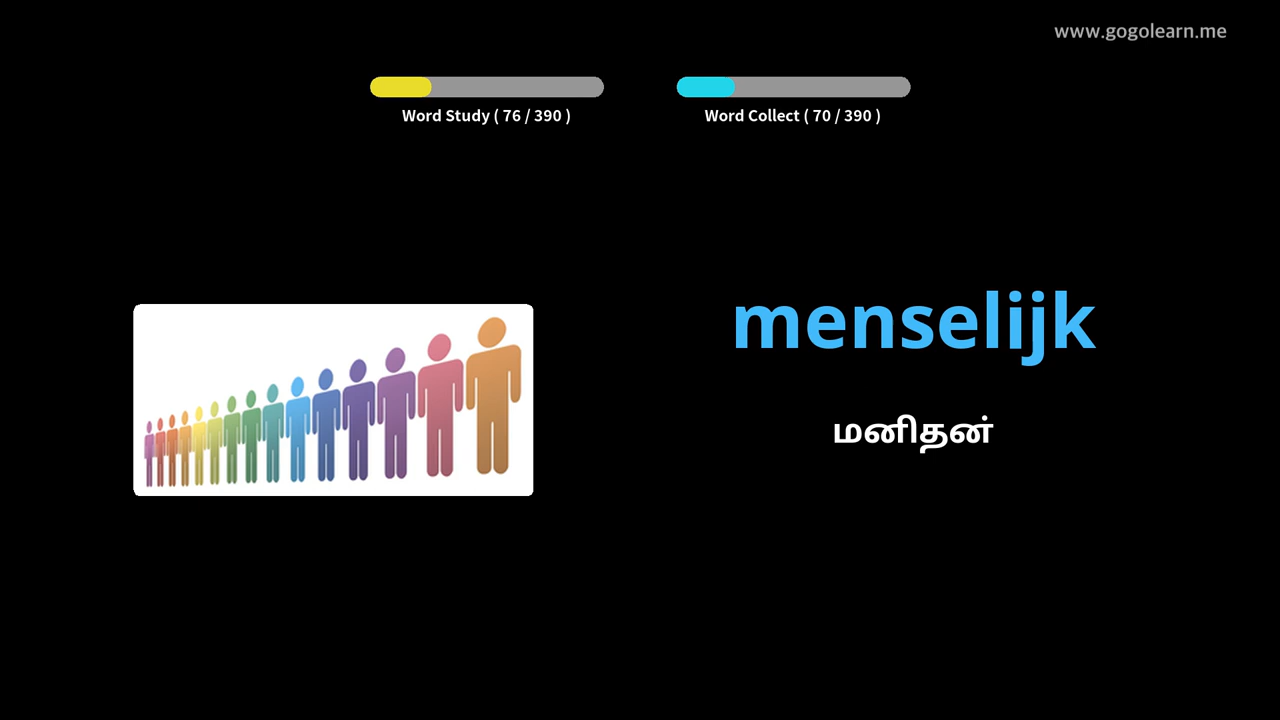 www.gogolearn.me
Word Study ( 76 / 390 )
Word Collect ( 70 / 390 )
menselijk
மனிதன்